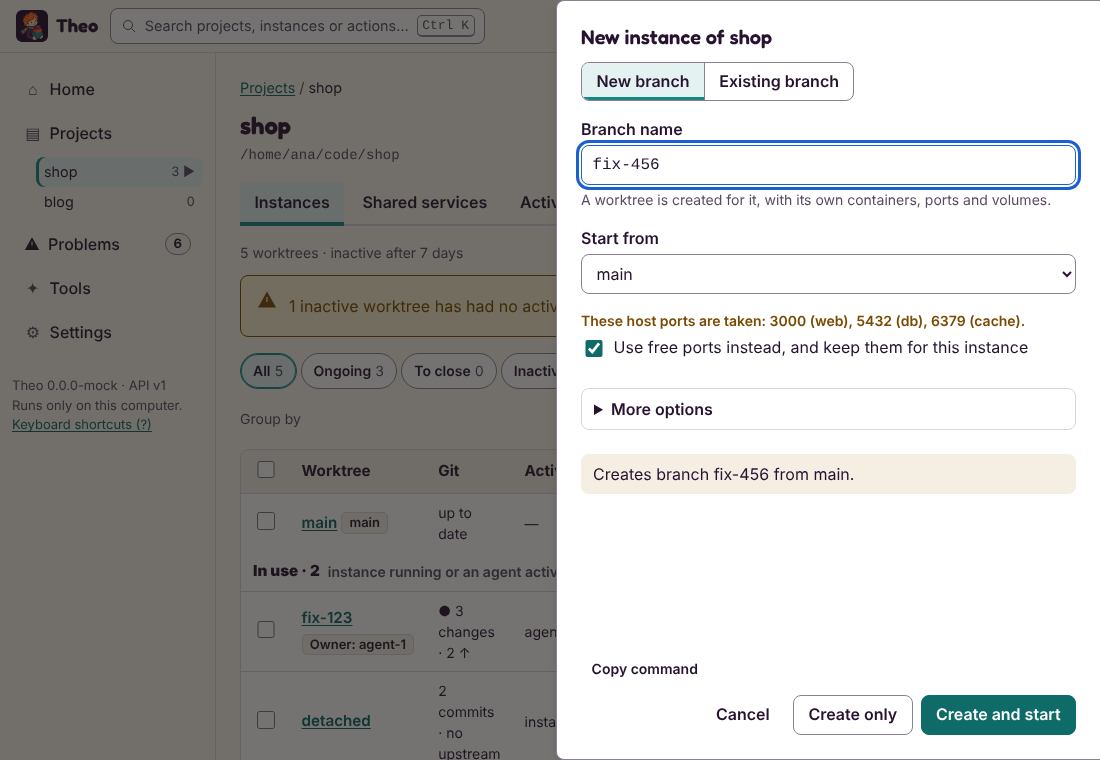 Theo
Search projects, instances or actions... Ctrl K
Home
Projects
shop 3
blog 0
Problems 6
Tools
Settings
Theo 0.0.0-mock · API v1
Runs only on this computer.
Keyboard shortcuts (?)
Projects / shop
shop
/home/ana/code/shop
Instances Shared services Activ
5 worktrees · inactive after 7 days
1 inactive worktree has had no activ
All 5 Ongoing 3 To close 0 Inactiv
Group by
Worktree Git Activ
main main up to date —
In use · 2 instance running or an agent activ
fix-123 Owner: agent-1 ● 3 changes · 2 ↑ agen
detached 2 commits · no upstream insta
New instance of shop
New branch Existing branch
Branch name
fix-456
A worktree is created for it, with its own containers, ports and volumes.
Start from
main
These host ports are taken: 3000 (web), 5432 (db), 6379 (cache).
Use free ports instead, and keep them for this instance
More options
Creates branch fix-456 from main.
Copy command
Cancel Create only Create and start